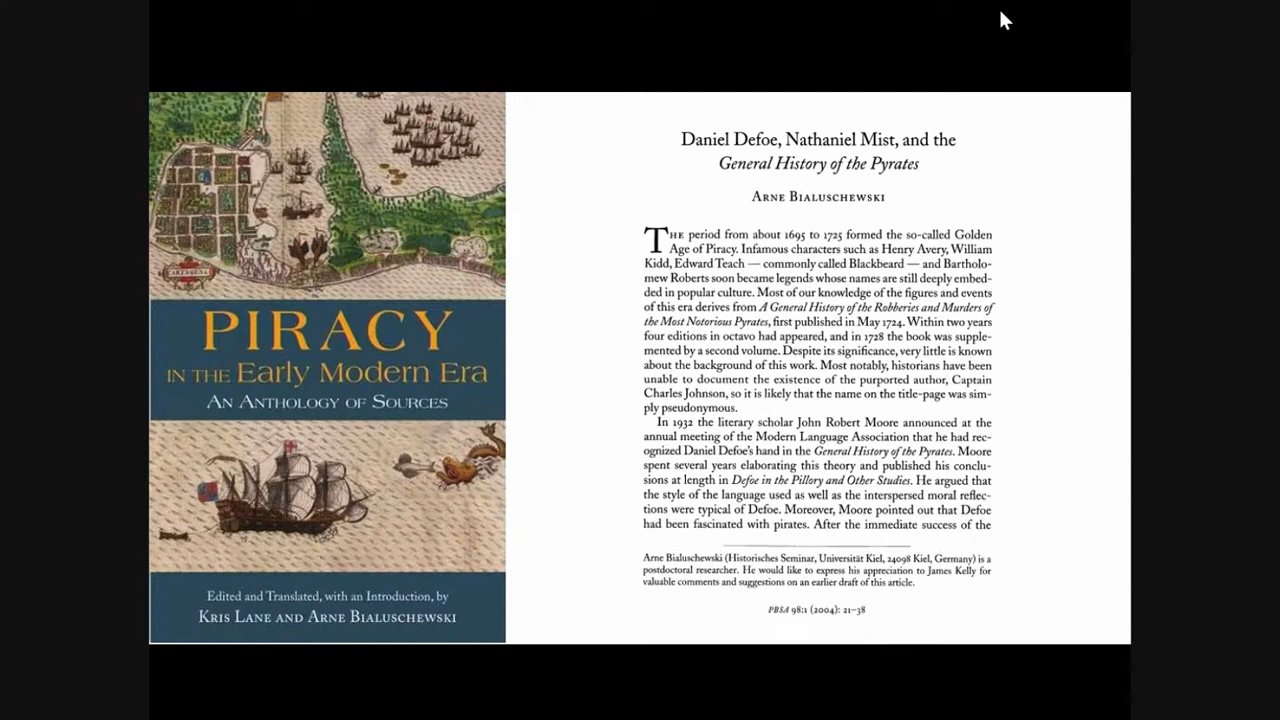 CARTAGENA
PIRACY
IN THE Early Modern Era
AN ANTHOLOGY OF SOURCES
Edited and Translated, with an Introduction, by
KRIS LANE AND ARNE BIALUSCHEWSKI
Daniel Defoe, Nathaniel Mist, and the
General History of the Pyrates
ARNE BIALUSCHEWSKI
THE period from about 1695 to 1725 formed the so-called Golden
Age of Piracy. Infamous characters such as Henry Avery, William
Kidd, Edward Teach — commonly called Blackbeard — and Bartholo-
mew Roberts soon became legends whose names are still deeply embed-
ded in popular culture. Most of our knowledge of the figures and events
of this era derives from A General History of the Robberies and Murders of
the Most Notorious Pyrates, first published in May 1724. Within two years
four editions in octavo had appeared, and in 1728 the book was supple-
mented by a second volume. Despite its significance, very little is known
about the background of this work. Most notably, historians have been
unable to document the existence of the purported author, Captain
Charles Johnson, so it is likely that the name on the title-page was sim-
ply pseudonymous.
In 1932 the literary scholar John Robert Moore announced at the
annual meeting of the Modern Language Association that he had rec-
ognized Daniel Defoe's hand in the General History of the Pyrates. Moore
spent several years elaborating this theory and published his conclu-
sions at length in Defoe in the Pillory and Other Studies. He argued that
the style of the language used as well as the interspersed moral reflec-
tions were typical of Defoe. Moreover, Moore pointed out that Defoe
had been fascinated with pirates. After the immediate success of the
Arne Bialuschewski (Historisches Seminar, Universität Kiel, 24098 Kiel, Germany) is a
postdoctoral researcher. He would like to express his appreciation to James Kelly for
valuable comments and suggestions on an earlier draft of this article.
PBSA 98:1 (2004): 21–38